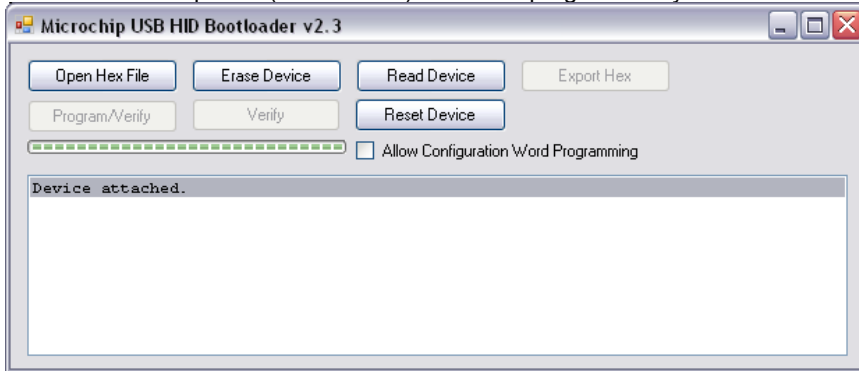 Microchip USB HID Bootloader v2.3
Open Hex File Erase Device Read Device Export Hex
Program/Verify Verify Reset Device
Allow Configuration Word Programming
Device attached.